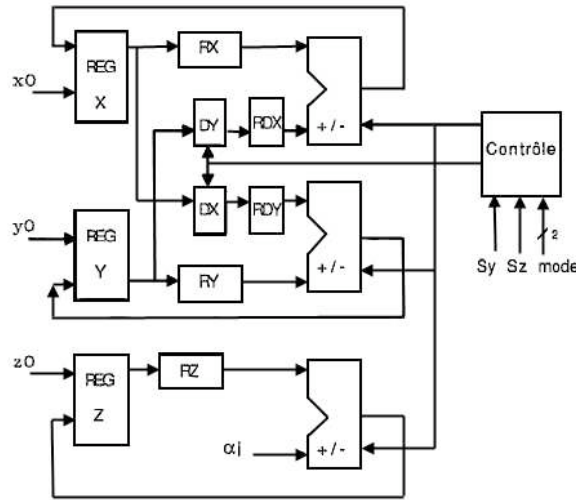 REG
X
x0
RX
+ / -
DY
RDX
Contrôle
DX
RDY
y0
REG
Y
RY
+ / -
Sy Sz mode
2
z0
REG
Z
RZ
αi
+ / -